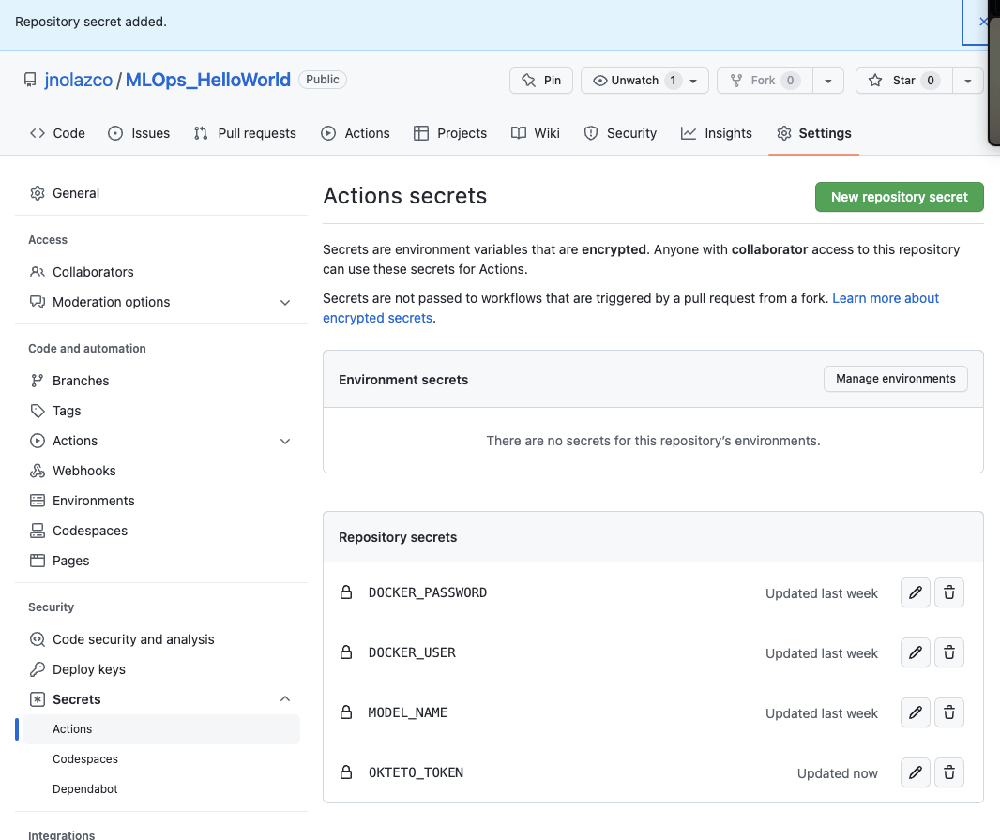 Repository secret added.
jnolazco / MLOps_HelloWorld Public
Pin
Unwatch 1
Fork 0
Star 0
Code
Issues
Pull requests
Actions
Projects
Wiki
Security
Insights
Settings
General
Access
Collaborators
Moderation options
Code and automation
Branches
Tags
Actions
Webhooks
Environments
Codespaces
Pages
Security
Code security and analysis
Deploy keys
Secrets
Actions
Codespaces
Dependabot
Integrations
Actions secrets
New repository secret
Secrets are environment variables that are encrypted. Anyone with collaborator access to this repository
can use these secrets for Actions.
Secrets are not passed to workflows that are triggered by a pull request from a fork. Learn more about
encrypted secrets.
Environment secrets
Manage environments
There are no secrets for this repository's environments.
Repository secrets
DOCKER_PASSWORD Updated last week
DOCKER_USER Updated last week
MODEL_NAME Updated last week
OKTETO_TOKEN Updated now